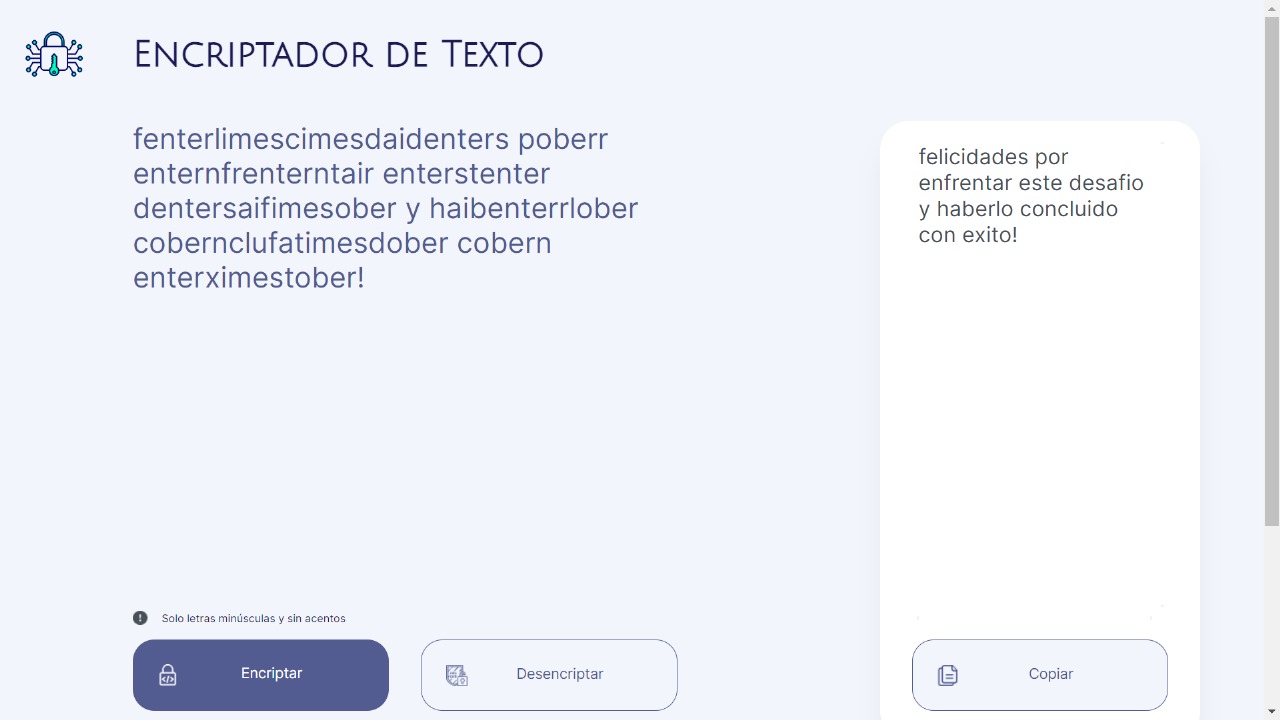 Encriptador de Texto
fenterlimescimesdaidenters poberr
enternfrenterntair enterstenter
dentersaifimesober y haibenterrlober
cobernclufatimesdober cobern
enterximestober!
felicidades por
enfrentar este desafio
y haberlo concluido
con exito!
Solo letras minúsculas y sin acentos
Encriptar
Desencriptar
Copiar